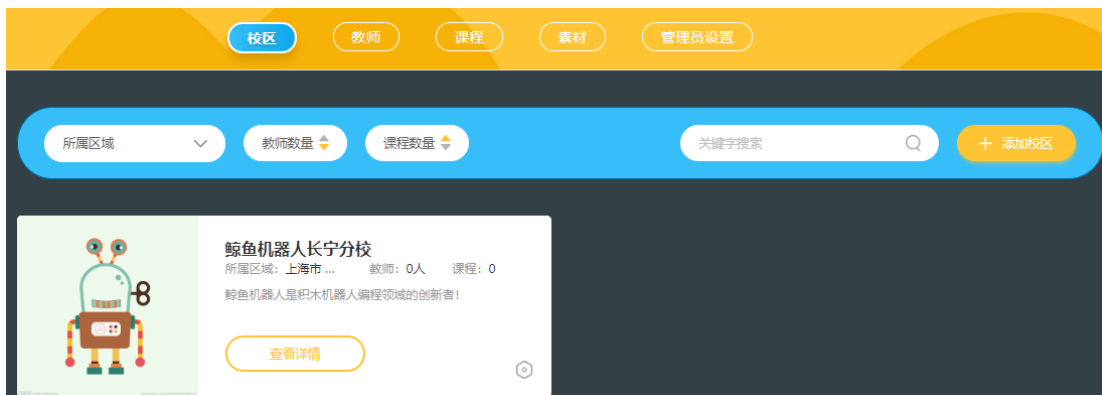 校区 教师 课程 素材 管理员设置
所属区域 教师数量 课程数量 关键字搜索 添加校区
鲸鱼机器人长宁分校
所属区域：上海市 ... 教师：0人 课程：0
鲸鱼机器人是积木机器人编程领域的创新者！
查看详情